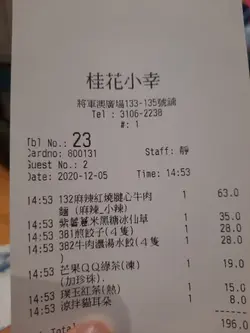 桂花小幸
將軍澳廣場133-135號舖
Tel : 3106-2238
#: 1
Tbl No.: 23
Cardno: 800131 Staff: 靜
Guest No.: 2
Date: 2020-12-05 Time: 14:53
14:53 132麻辣紅燒腱心牛肉 1 63.0
麵 (麻辣_小辣)
14:53 紫薯薏米黑糖冰仙草 1 35.0
14:53 381煎餃子(4隻) 1 28.0
14:53 382牛肉濃湯水餃(4隻 1 42.0
)
14:53 芒果QQ綠茶(凍) 1 19.0
(加珍珠).
14:53 璞玉紅茶(熱) 1 15.0
14:53 涼拌貓耳朵 1 8.0
Total 196.0